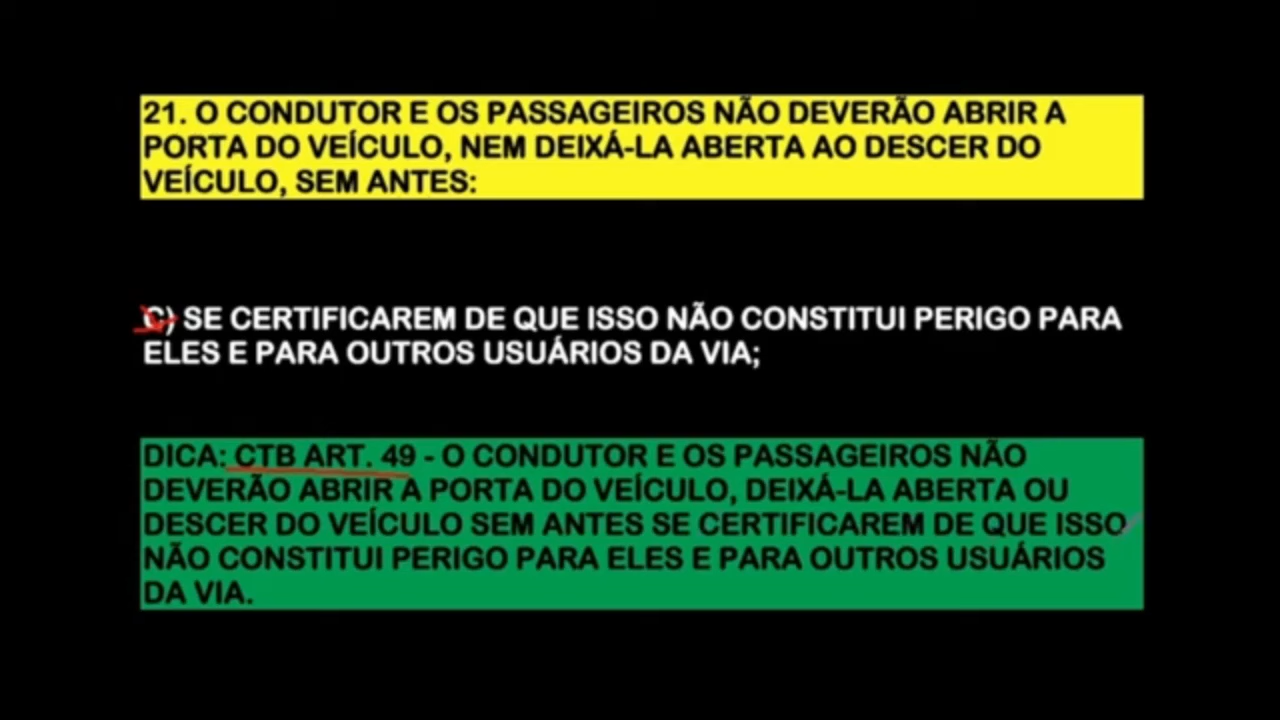 21. O CONDUTOR E OS PASSAGEIROS NÃO DEVERÃO ABRIR A
PORTA DO VEÍCULO, NEM DEIXÁ-LA ABERTA AO DESCER DO
VEÍCULO, SEM ANTES:
C) SE CERTIFICAREM DE QUE ISSO NÃO CONSTITUI PERIGO PARA
ELES E PARA OUTROS USUÁRIOS DA VIA;
DICA: CTB ART. 49 - O CONDUTOR E OS PASSAGEIROS NÃO
DEVERÃO ABRIR A PORTA DO VEÍCULO, DEIXÁ-LA ABERTA OU
DESCER DO VEÍCULO SEM ANTES SE CERTIFICAREM DE QUE ISSO
NÃO CONSTITUI PERIGO PARA ELES E PARA OUTROS USUÁRIOS
DA VIA.